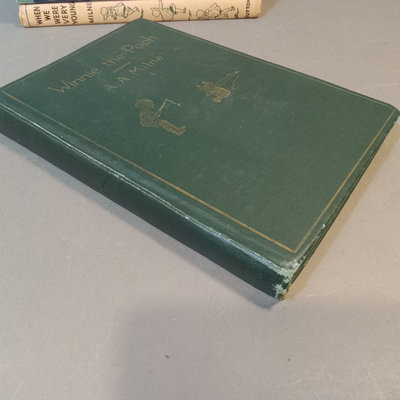 WHEN
WE
WERE
VERY
YOUNG
MILNE
DUTTON
Winnie-the-Pooh
A.A.Milne